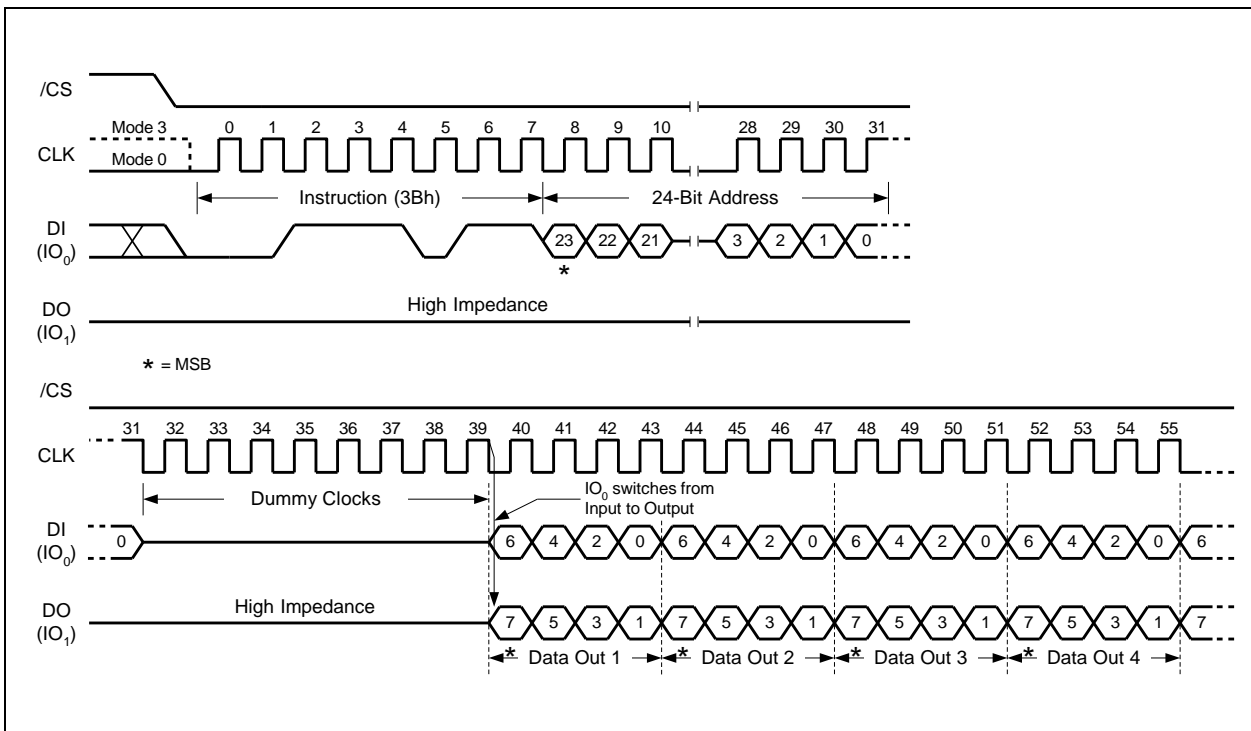 /CS
Mode 3 0 1 2 3 4 5 6 7 8 9 10 28 29 30 31
CLK
Mode 0
Instruction (3Bh) 24-Bit Address
DI
(IO0)
23 22 21 3 2 1 0
*
DO
(IO1)
High Impedance
* = MSB
/CS
31 32 33 34 35 36 37 38 39 40 41 42 43 44 45 46 47 48 49 50 51 52 53 54 55
CLK
Dummy Clocks
IO0 switches from
Input to Output
DI
(IO0)
0 6 4 2 0 6 4 2 0 6 4 2 0 6 4 2 0 6
DO
(IO1)
High Impedance
7 5 3 1 7 5 3 1 7 5 3 1 7 5 3 1 7
* Data Out 1 * Data Out 2 * Data Out 3 * Data Out 4